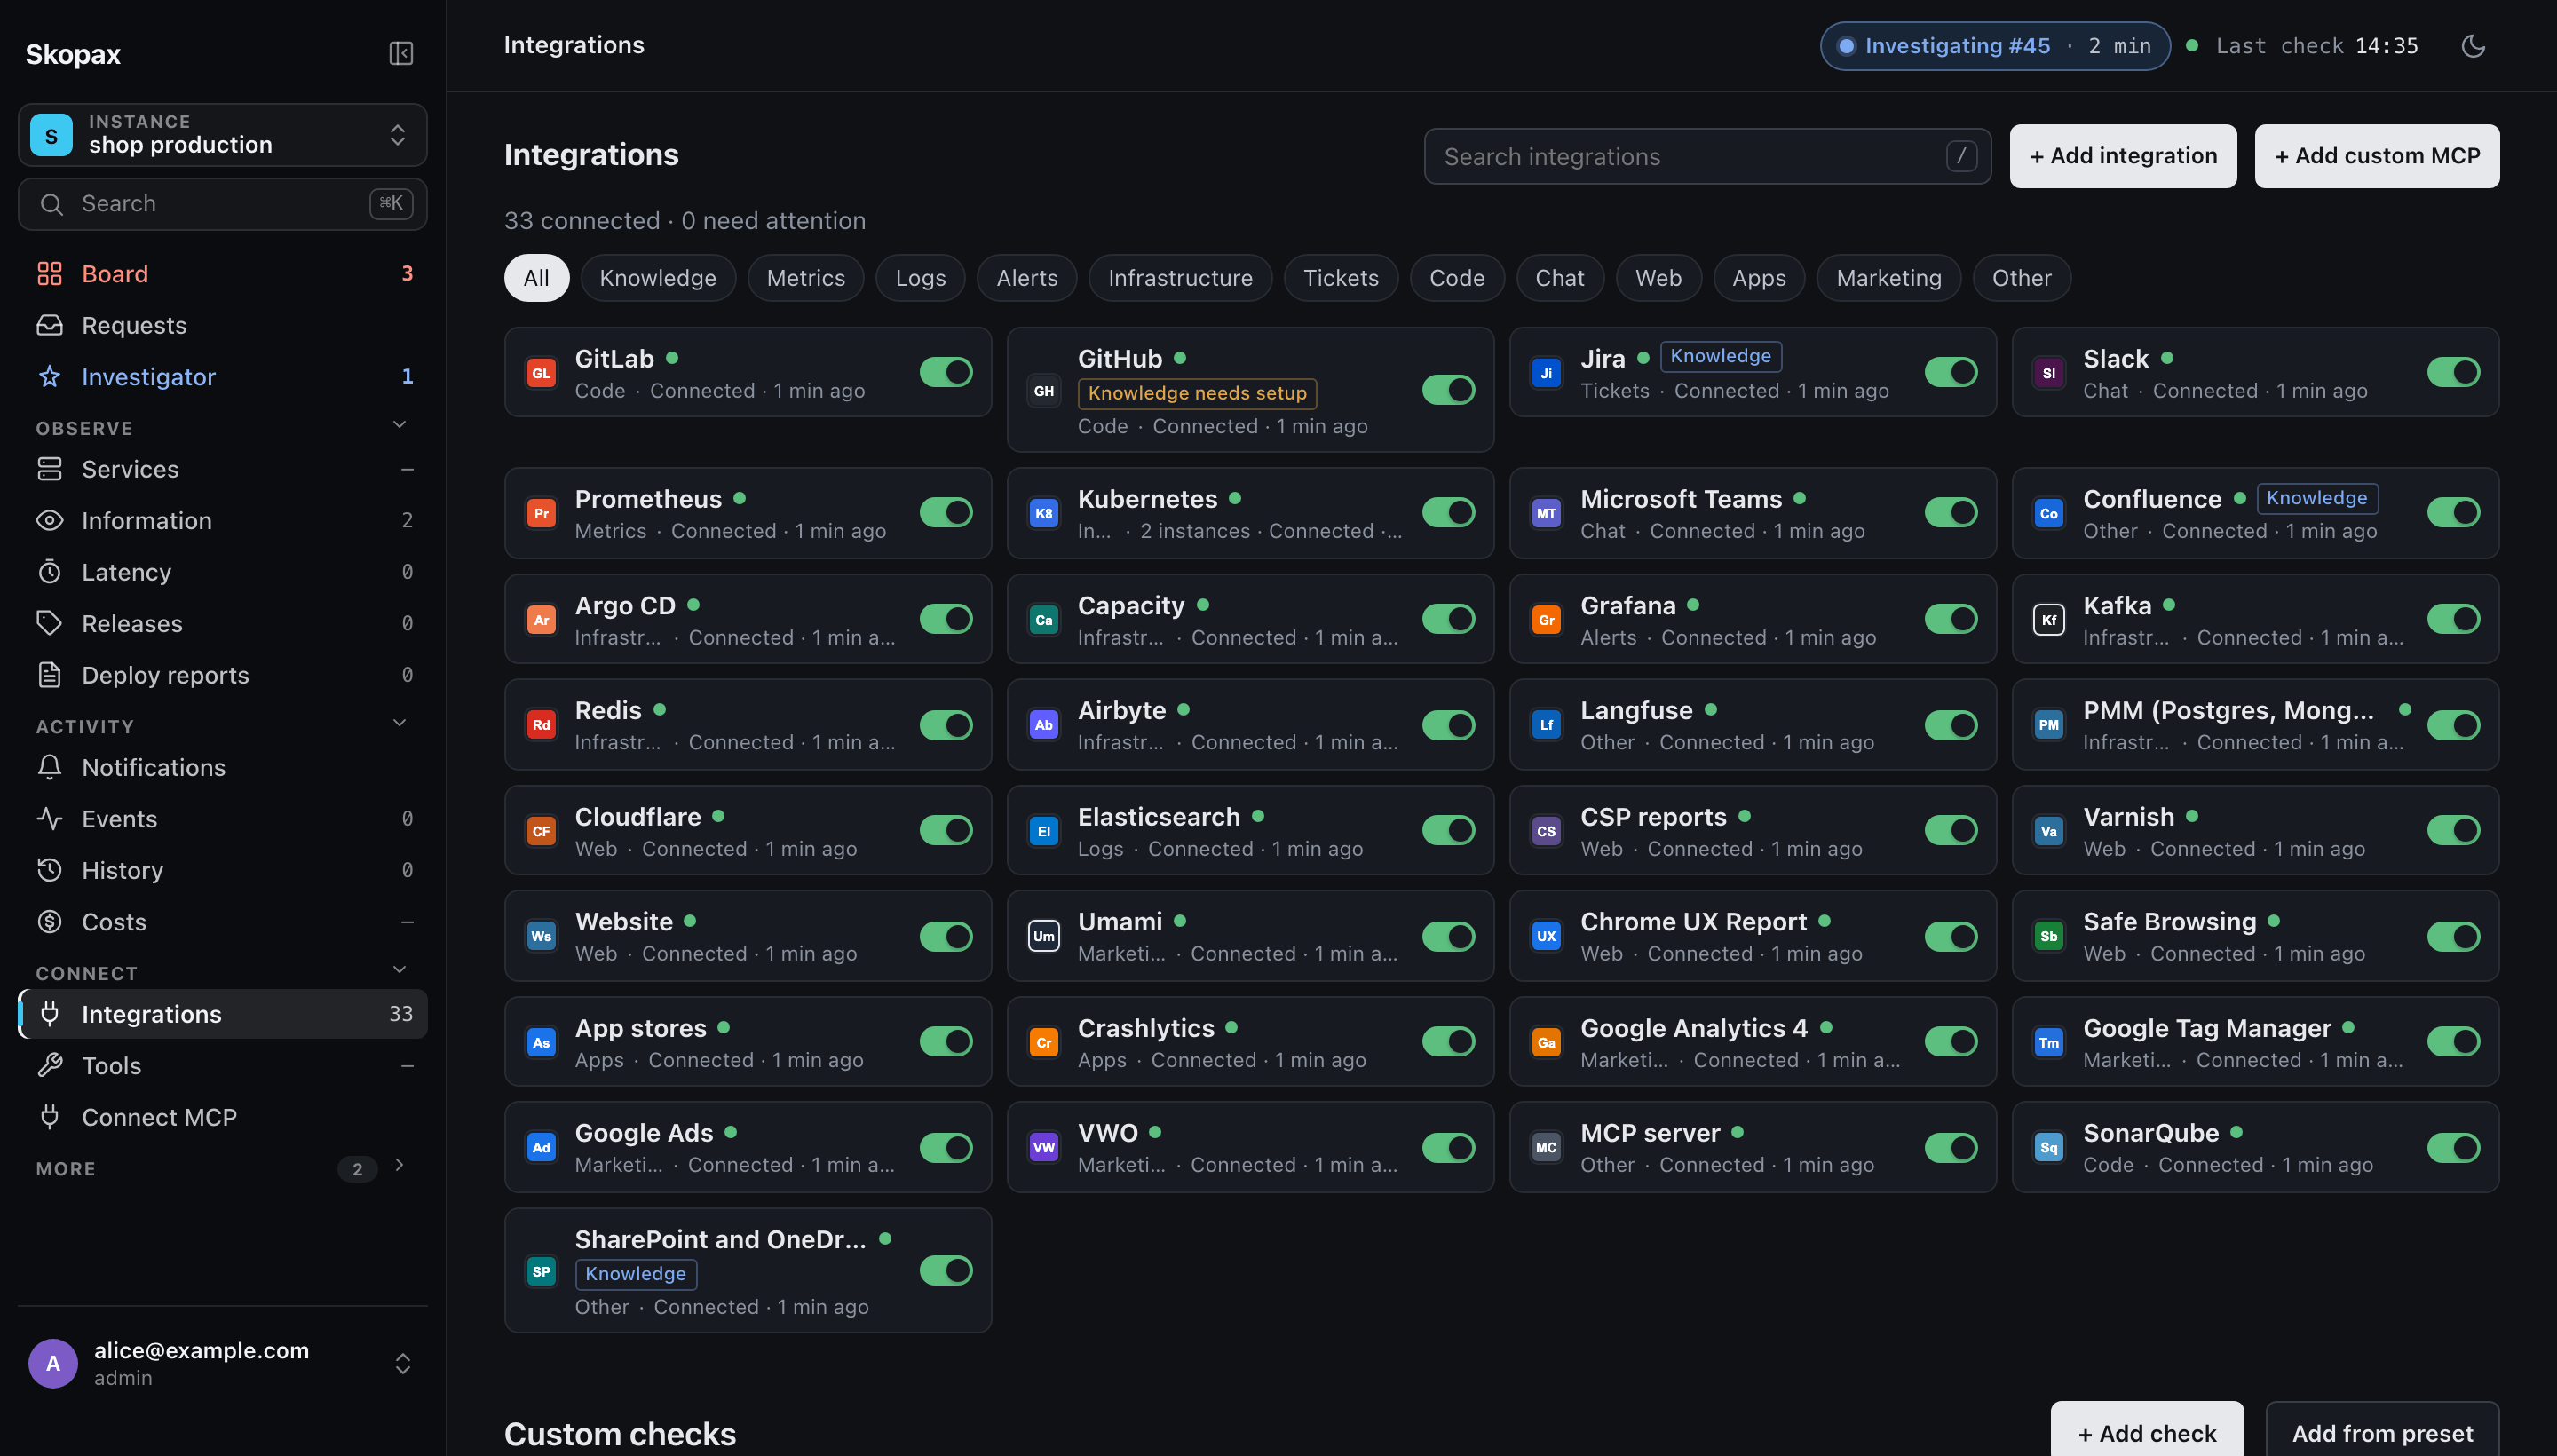 Skopax
S
INSTANCE
shop production
Search
⌘K
Board
3
Requests
Investigator
1
OBSERVE
Services
–
Information
2
Latency
0
Releases
0
Deploy reports
0
ACTIVITY
Notifications
Events
0
History
0
Costs
–
CONNECT
Integrations
33
Tools
–
Connect MCP
MORE
2
A
alice@example.com
admin
Integrations
Investigating #45 · 2 min
Last check 14:35
Integrations
Search integrations
/
+ Add integration
+ Add custom MCP
33 connected · 0 need attention
All
Knowledge
Metrics
Logs
Alerts
Infrastructure
Tickets
Code
Chat
Web
Apps
Marketing
Other
GL
GitLab
Code · Connected · 1 min ago
GH
GitHub
Knowledge needs setup
Code · Connected · 1 min ago
Ji
Jira
Knowledge
Tickets · Connected · 1 min ago
Sl
Slack
Chat · Connected · 1 min ago
Pr
Prometheus
Metrics · Connected · 1 min ago
K8
Kubernetes
In... · 2 instances · Connected ·...
MT
Microsoft Teams
Chat · Connected · 1 min ago
Co
Confluence
Knowledge
Other · Connected · 1 min ago
Ar
Argo CD
Infrastr... · Connected · 1 min a...
Ca
Capacity
Infrastr... · Connected · 1 min a...
Gr
Grafana
Alerts · Connected · 1 min ago
Kf
Kafka
Infrastr... · Connected · 1 min a...
Rd
Redis
Infrastr... · Connected · 1 min a...
Ab
Airbyte
Infrastr... · Connected · 1 min a...
Lf
Langfuse
Other · Connected · 1 min ago
PM
PMM (Postgres, Mong...
Infrastr... · Connected · 1 min a...
CF
Cloudflare
Web · Connected · 1 min ago
El
Elasticsearch
Logs · Connected · 1 min ago
CS
CSP reports
Web · Connected · 1 min ago
Va
Varnish
Web · Connected · 1 min ago
Ws
Website
Web · Connected · 1 min ago
Um
Umami
Marketi... · Connected · 1 min a...
UX
Chrome UX Report
Web · Connected · 1 min ago
Sb
Safe Browsing
Web · Connected · 1 min ago
As
App stores
Apps · Connected · 1 min ago
Cr
Crashlytics
Apps · Connected · 1 min ago
Ga
Google Analytics 4
Marketi... · Connected · 1 min a...
Tm
Google Tag Manager
Marketi... · Connected · 1 min a...
Ad
Google Ads
Marketi... · Connected · 1 min a...
VW
VWO
Marketi... · Connected · 1 min a...
MC
MCP server
Other · Connected · 1 min ago
Sq
SonarQube
Code · Connected · 1 min ago
SP
SharePoint and OneDr...
Knowledge
Other · Connected · 1 min ago
Custom checks
+ Add check
Add from preset